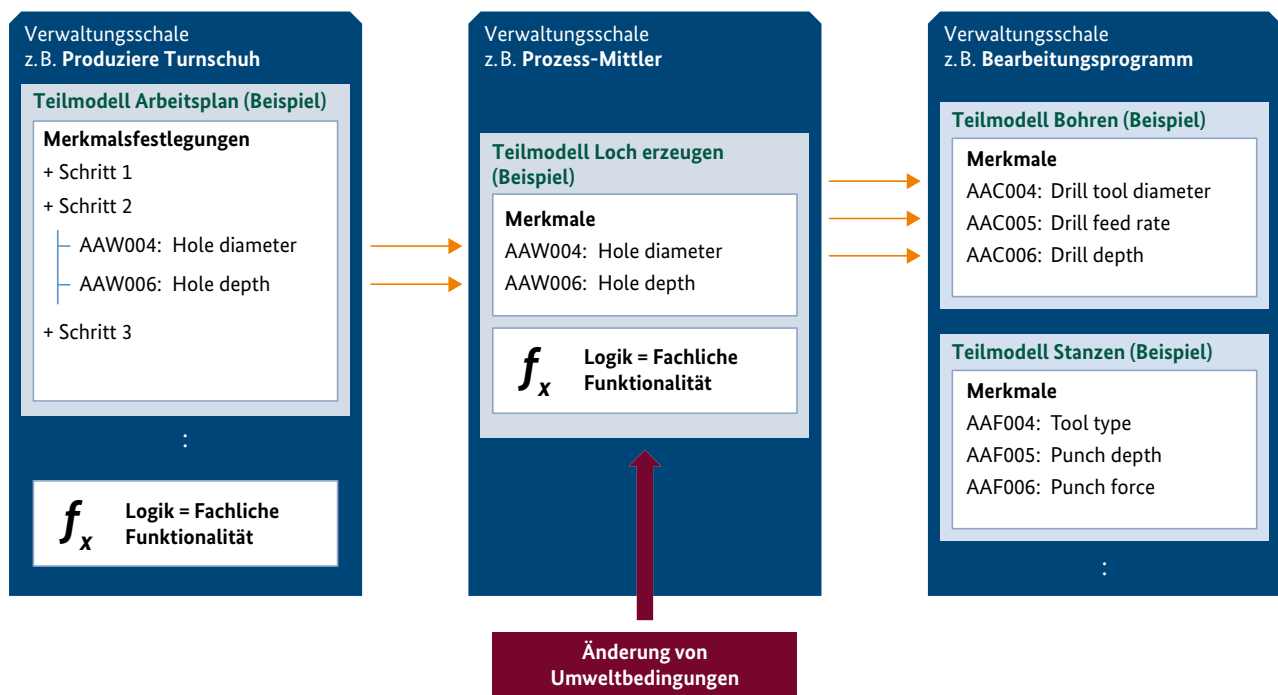 Verwaltungsschale
z. B. Produziere Turnschuh
Teilmodell Arbeitsplan (Beispiel)
Merkmalsfestlegungen
+ Schritt 1
+ Schritt 2
AAW004: Hole diameter
AAW006: Hole depth
+ Schritt 3
:
fx
Logik = Fachliche
Funktionalität
Verwaltungsschale
z. B. Prozess-Mittler
Teilmodell Loch erzeugen
(Beispiel)
Merkmale
AAW004: Hole diameter
AAW006: Hole depth
fx
Logik = Fachliche
Funktionalität
Änderung von
Umweltbedingungen
Verwaltungsschale
z. B. Bearbeitungsprogramm
Teilmodell Bohren (Beispiel)
Merkmale
AAC004: Drill tool diameter
AAC005: Drill feed rate
AAC006: Drill depth
Teilmodell Stanzen (Beispiel)
Merkmale
AAF004: Tool type
AAF005: Punch depth
AAF006: Punch force
: